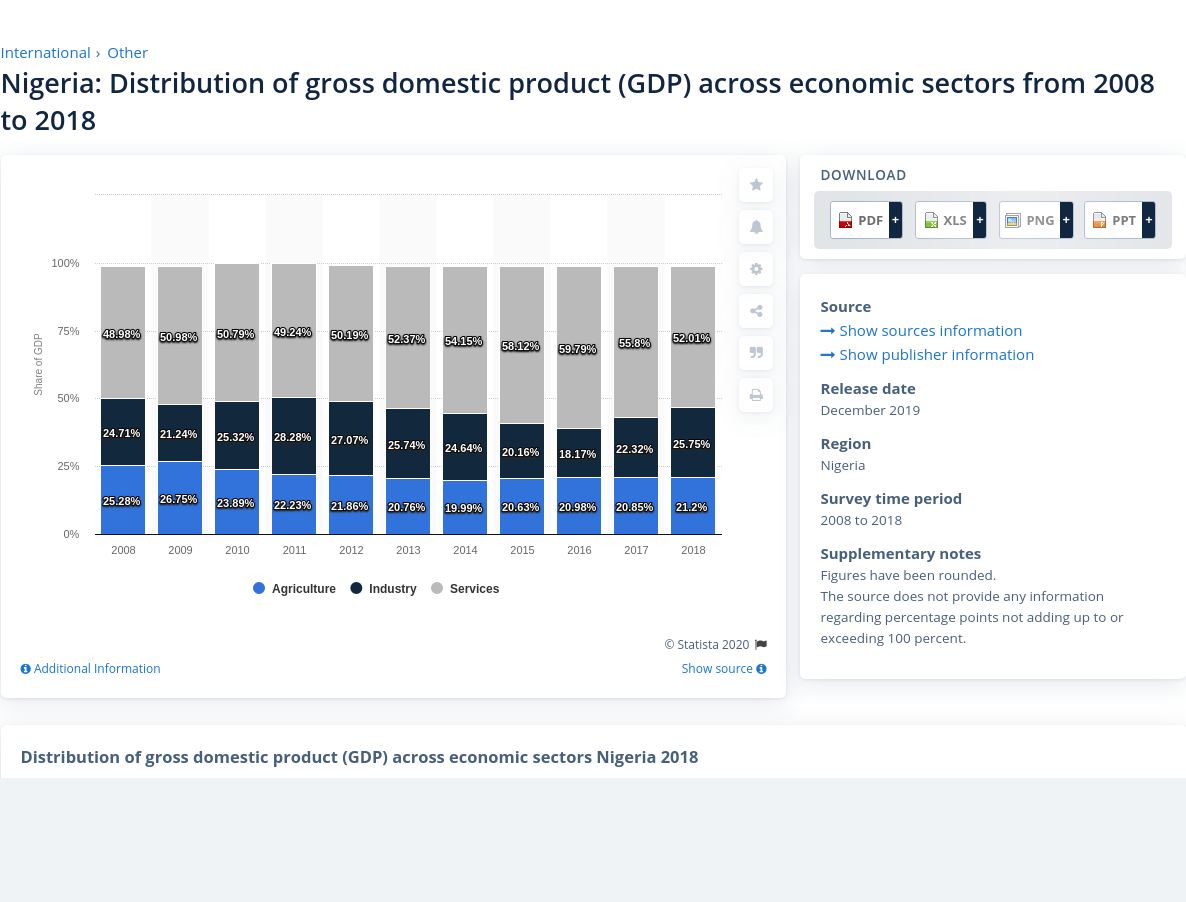 International › Other
Nigeria: Distribution of gross domestic product (GDP) across economic sectors from 2008
to 2018
Share of GDP
100%
75%
50%
25%
0%
48.98% 50.98% 50.79% 49.24% 50.19% 52.37% 54.15% 58.12% 59.79% 55.8% 52.01%
24.71% 21.24% 25.32% 28.28% 27.07% 25.74% 24.64% 20.16% 18.17% 22.32% 25.75%
25.28% 26.75% 23.89% 22.23% 21.86% 20.76% 19.99% 20.63% 20.98% 20.85% 21.2%
2008 2009 2010 2011 2012 2013 2014 2015 2016 2017 2018
Agriculture Industry Services
© Statista 2020
Additional Information
Show source
DOWNLOAD
PDF + XLS + PNG + PPT +
Source
Show sources information
Show publisher information
Release date
December 2019
Region
Nigeria
Survey time period
2008 to 2018
Supplementary notes
Figures have been rounded.
The source does not provide any information
regarding percentage points not adding up to or
exceeding 100 percent.
Distribution of gross domestic product (GDP) across economic sectors Nigeria 2018